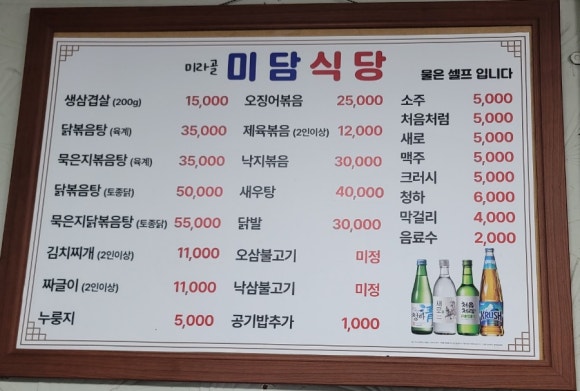 미라골 미담식당 물은 셀프 입니다
생삼겹살 (200g) 15,000
닭볶음탕 (육계) 35,000
묵은지볶음탕 (육계) 35,000
닭볶음탕 (토종닭) 50,000
묵은지닭볶음탕 (토종닭) 55,000
김치찌개 (2인이상) 11,000
짜글이 (2인이상) 11,000
누룽지 5,000
오징어볶음 25,000
제육볶음 (2인이상) 12,000
낙지볶음 30,000
새우탕 40,000
닭발 30,000
오삼불고기 미정
낙삼불고기 미정
공기밥추가 1,000
소주 5,000
처음처럼 5,000
새로 5,000
맥주 5,000
크러시 5,000
청하 6,000
막걸리 4,000
음료수 2,000
KRUSH